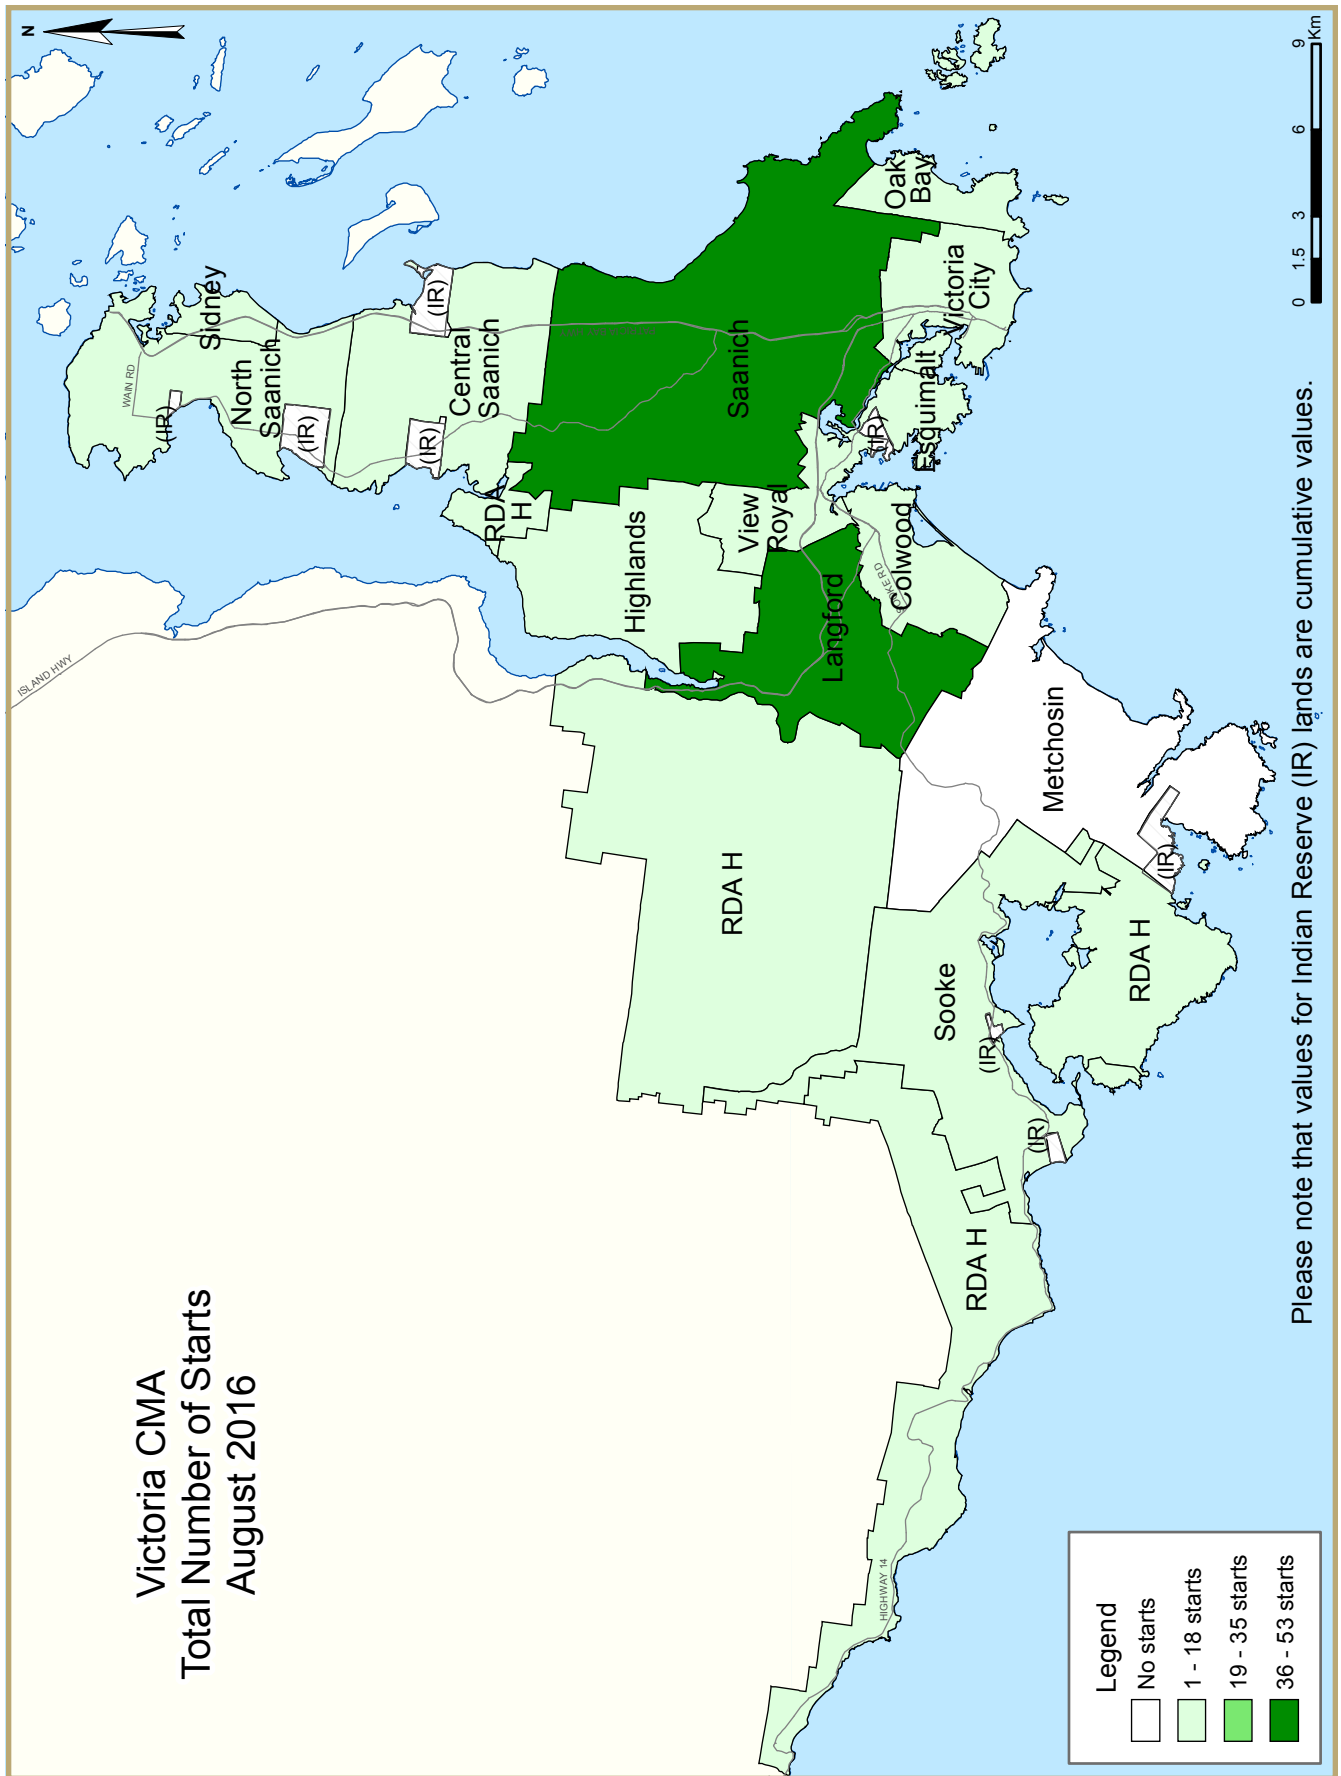 Victoria CMA
Total Number of Starts
August 2016
N
ISLAND HWY
WAIN RD
(IR)
North
Saanich
Sidney
(IR)
(IR)
(IR)
Central
Saanich
RDA
H
Saanich
Highlands
View
Royal
Langford
SOOKE RD
Colwood
(IR)
Esquimalt
Victoria
City
Oak
Bay
Metchosin
(IR)
RDA H
RDA H
Sooke
(IR)
(IR)
RDA H
HIGHWAY 14
Legend
No starts
1 - 18 starts
19 - 35 starts
36 - 53 starts
Please note that values for Indian Reserve (IR) lands are cumulative values.
0 1.5 3 6 9
Km